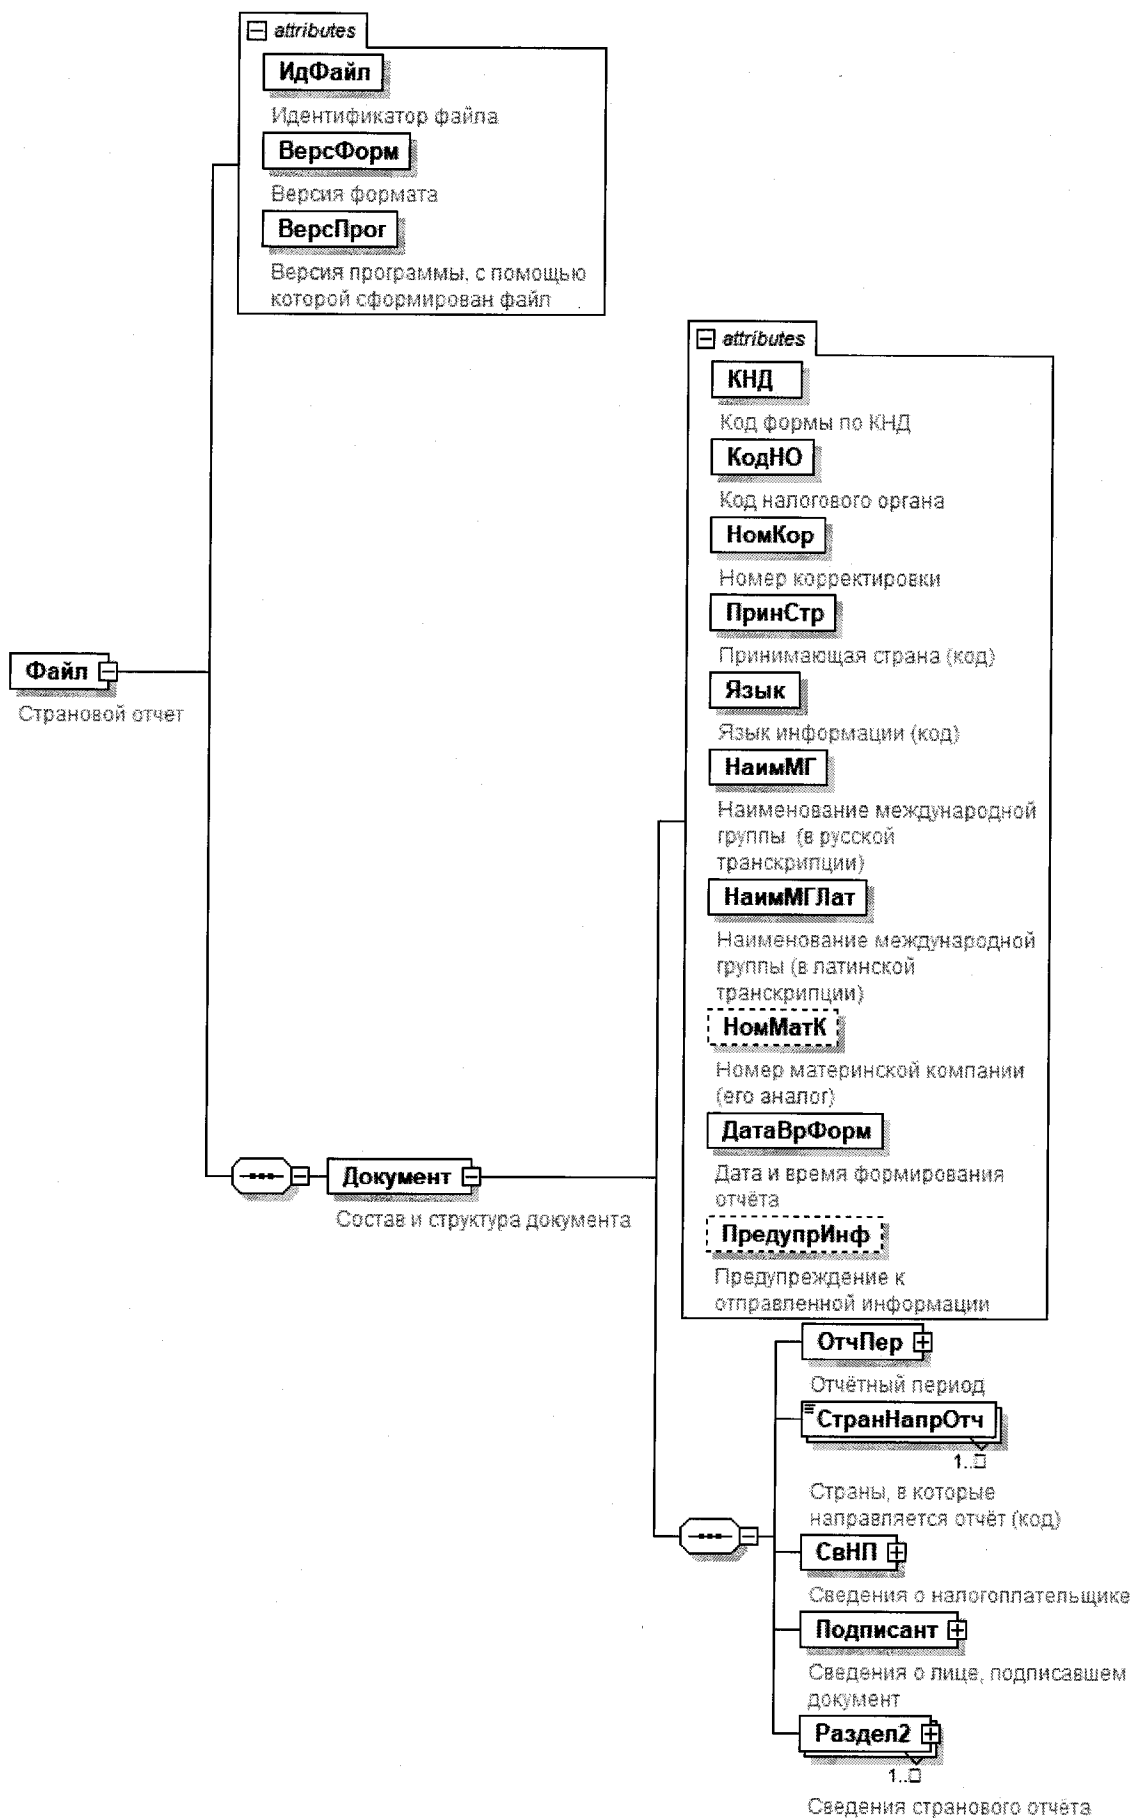 attributes
ИдФайл
Идентификатор файла
ВерсФорм
Версия формата
ВерсПрог
Версия программы, с помощью
которой сформирован файл
attributes
КНД
Код формы по КНД
КодНО
Код налогового органа
НомКор
Номер корректировки
ПринСтр
Принимающая страна (код)
Язык
Язык информации (код)
НаимМГ
Наименование международной
группы (в русской
транскрипции)
НаимМГЛат
Наименование международной
группы (в латинской
транскрипции)
НомМатК
Номер материнской компании
(его аналог)
ДатаВрФорм
Дата и время формирования
отчёта
ПредупрИнф
Предупреждение к
отправленной информации
Файл
Страновой отчет
Документ
Состав и структура документа
ОтчПер
Отчётный период
СтранНапрОтч
1..□
Страны, в которые
направляется отчёт (код)
СвНП
Сведения о налогоплательщике
Подписант
Сведения о лице, подписавшем
документ
Раздел2
1..□
Сведения странового отчёта